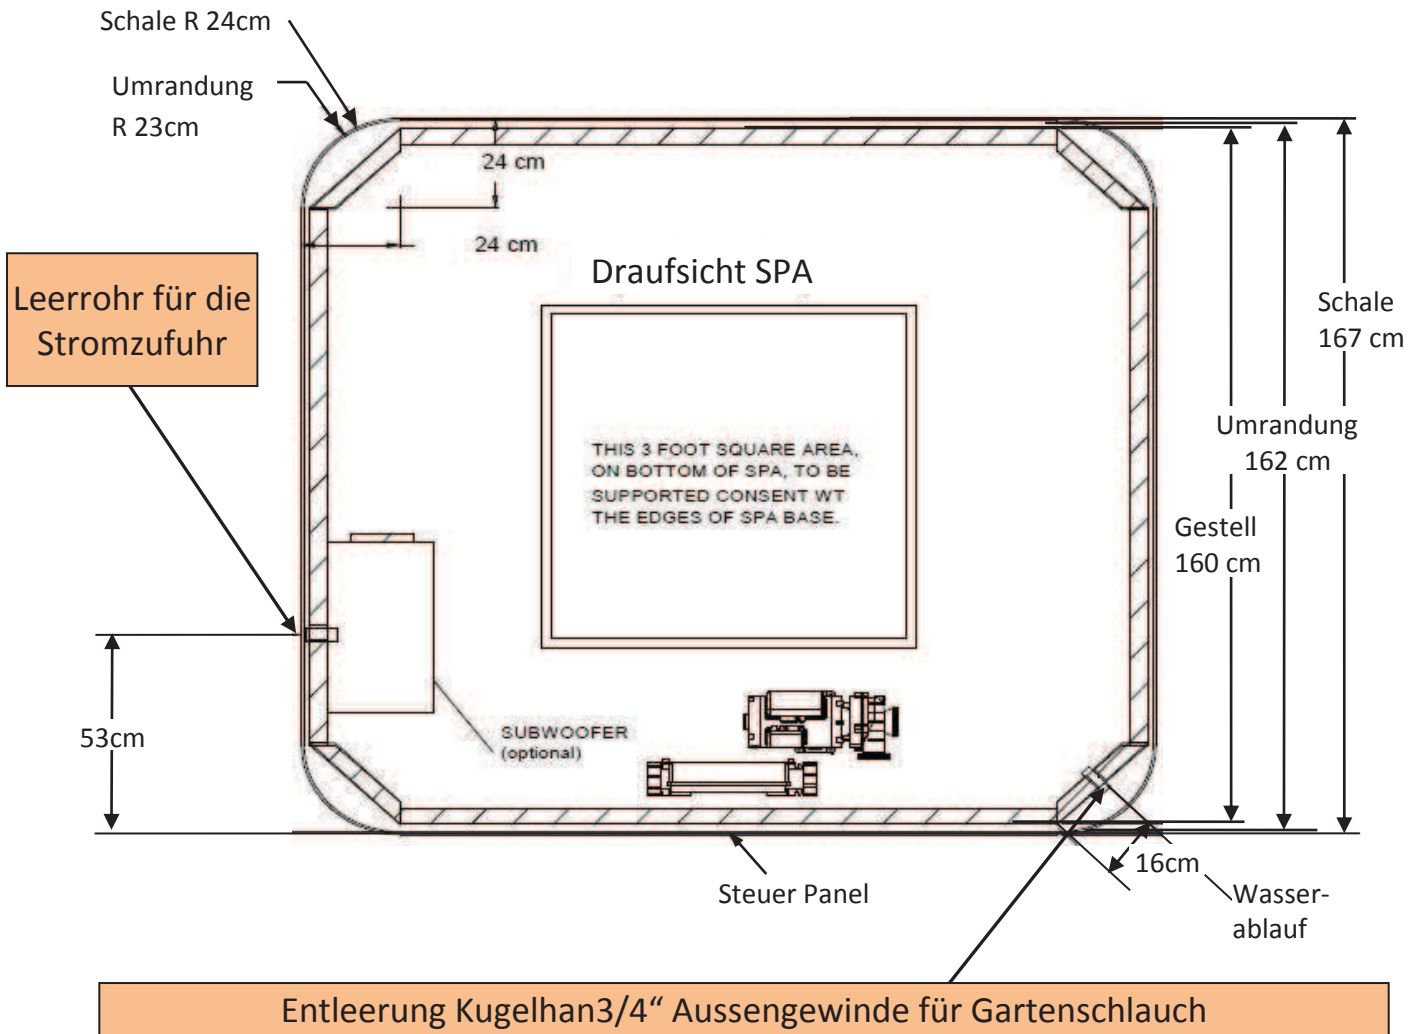 Schale R 24cm
Umrandung
R 23cm
24 cm
24 cm
Draufsicht SPA
Leerrohr für die
Stromzufuhr
Schale
167 cm
Umrandung
162 cm
Gestell
160 cm
THIS 3 FOOT SQUARE AREA,
ON BOTTOM OF SPA, TO BE
SUPPORTED CONSENT WT
THE EDGES OF SPA BASE.
53cm
SUBWOOFER
(optional)
16cm
Steuer Panel
Wasser-
ablauf
Entleerung Kugelhan3/4“ Aussengewinde für Gartenschlauch